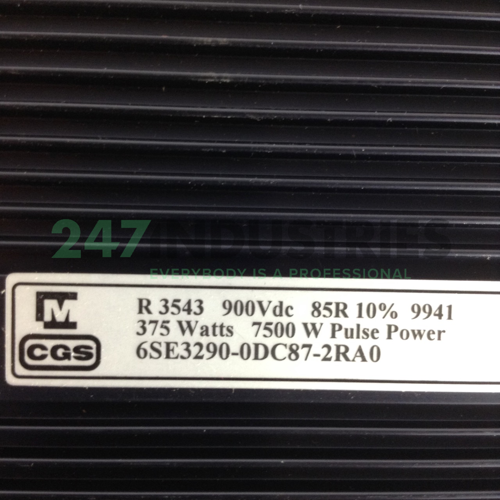 247INDUSTRIES
EVERYBODY IS A PROFESSIONAL
M
CGS
R 3543 900Vdc 85R 10% 9941
375 Watts 7500 W Pulse Power
6SE3290-0DC87-2RA0